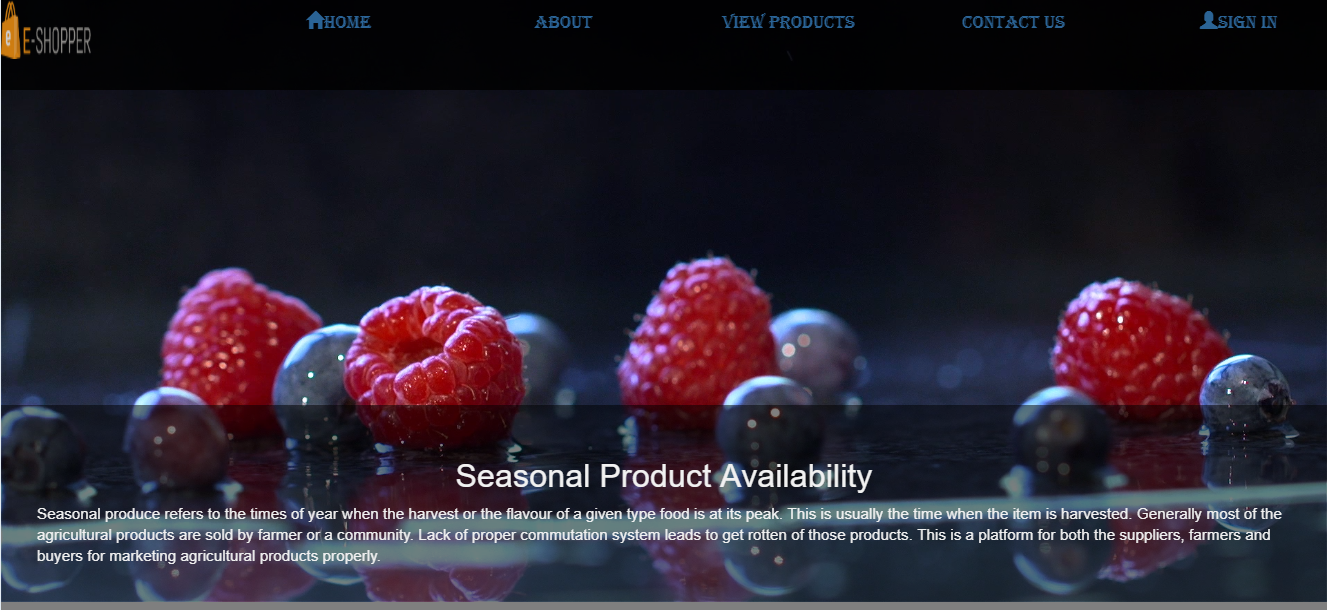 e E-SHOPPER
HOME ABOUT VIEW PRODUCTS CONTACT US SIGN IN
Seasonal Product Availability
Seasonal produce refers to the times of year when the harvest or the flavour of a given type food is at its peak. This is usually the time when the item is harvested. Generally most of the
agricultural products are sold by farmer or a community. Lack of proper commutation system leads to get rotten of those products. This is a platform for both the suppliers, farmers and
buyers for marketing agricultural products properly.